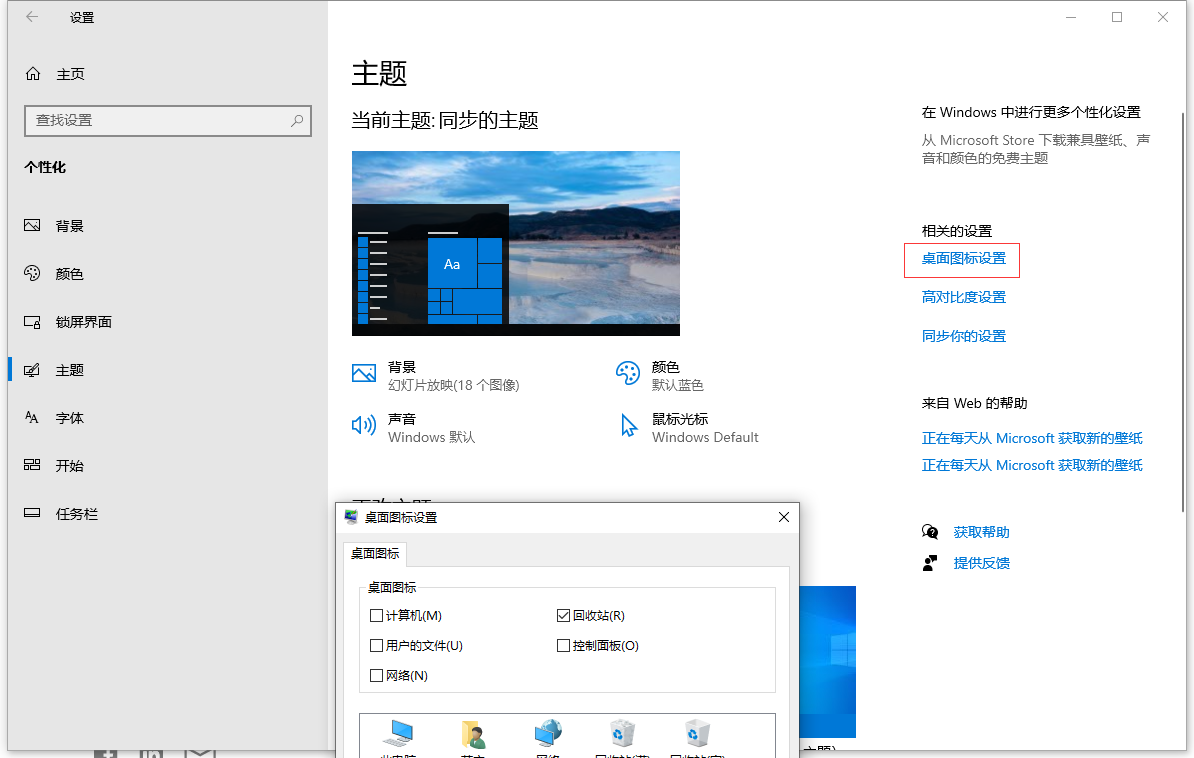 设置
主页
查找设置
个性化
背景
颜色
锁屏界面
主题
字体
开始
任务栏
主题
当前主题: 同步的主题
Aa
背景
幻灯片放映(18 个图像)
颜色
默认蓝色
声音
Windows 默认
鼠标光标
Windows Default
在 Windows 中进行更多个性化设置
从 Microsoft Store 下载兼具壁纸、声
音和颜色的免费主题
相关的设置
桌面图标设置
高对比度设置
同步你的设置
来自 Web 的帮助
正在每天从 Microsoft 获取新的壁纸
正在每天从 Microsoft 获取新的壁纸
获取帮助
提供反馈
桌面图标设置
桌面图标
桌面图标
计算机(M)
回收站(R)
用户的文件(U)
控制面板(O)
网络(N)